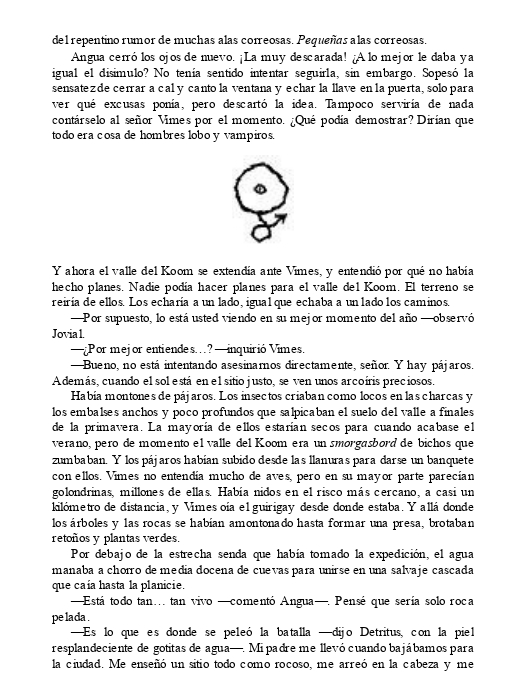 del repentino rumor de muchas alas correosas. Pequeñas alas correosas.
Angua cerró los ojos de nuevo. ¡La muy descarada! ¿A lo mejor le daba ya
igual el disimulo? No tenía sentido intentar seguirla, sin embargo. Sopesó la
sensatez de cerrar a cal y canto la ventana y echar la llave en la puerta, solo para
ver qué excusas ponía, pero descartó la idea. Tampoco serviría de nada
contárselo al señor Vimes por el momento. ¿Qué podía demostrar? Dirían que
todo era cosa de hombres lobo y vampiros.
Y ahora el valle del Koom se extendía ante Vimes, y entendió por qué no había
hecho planes. Nadie podía hacer planes para el valle del Koom. El terreno se
reiría de ellos. Los echaría a un lado, igual que echaba a un lado los caminos.
—Por supuesto, lo está usted viendo en su mejor momento del año —observó
Jovial.
—¿Por mejor entiendes…? —inquirió Vimes.
—Bueno, no está intentando asesinarnos directamente, señor. Y hay pájaros.
Además, cuando el sol está en el sitio justo, se ven unos arcoíris preciosos.
Había montones de pájaros. Los insectos criaban como locos en las charcas y
los embalses anchos y poco profundos que salpicaban el suelo del valle a finales
de la primavera. La mayoría de ellos estarían secos para cuando acabase el
verano, pero de momento el valle del Koom era un smorgasbord de bichos que
zumbaban. Y los pájaros habían subido desde las llanuras para darse un banquete
con ellos. Vimes no entendía mucho de aves, pero en su mayor parte parecían
golondrinas, millones de ellas. Había nidos en el risco más cercano, a casi un
kilómetro de distancia, y Vimes oía el guirigay desde donde estaba. Y allá donde
los árboles y las rocas se habían amontonado hasta formar una presa, brotaban
retoños y plantas verdes.
Por debajo de la estrecha senda que había tomado la expedición, el agua
manaba a chorro de media docena de cuevas para unirse en una salvaje cascada
que caía hasta la planicie.
—Está todo tan… tan vivo —comentó Angua—. Pensé que sería solo roca
pelada.
—Es lo que es donde se peleó la batalla —dijo Detritus, con la piel
resplandeciente de gotitas de agua—. Mi padre me llevó cuando bajábamos para
la ciudad. Me enseñó un sitio todo como rocoso, me arreó en la cabeza y me